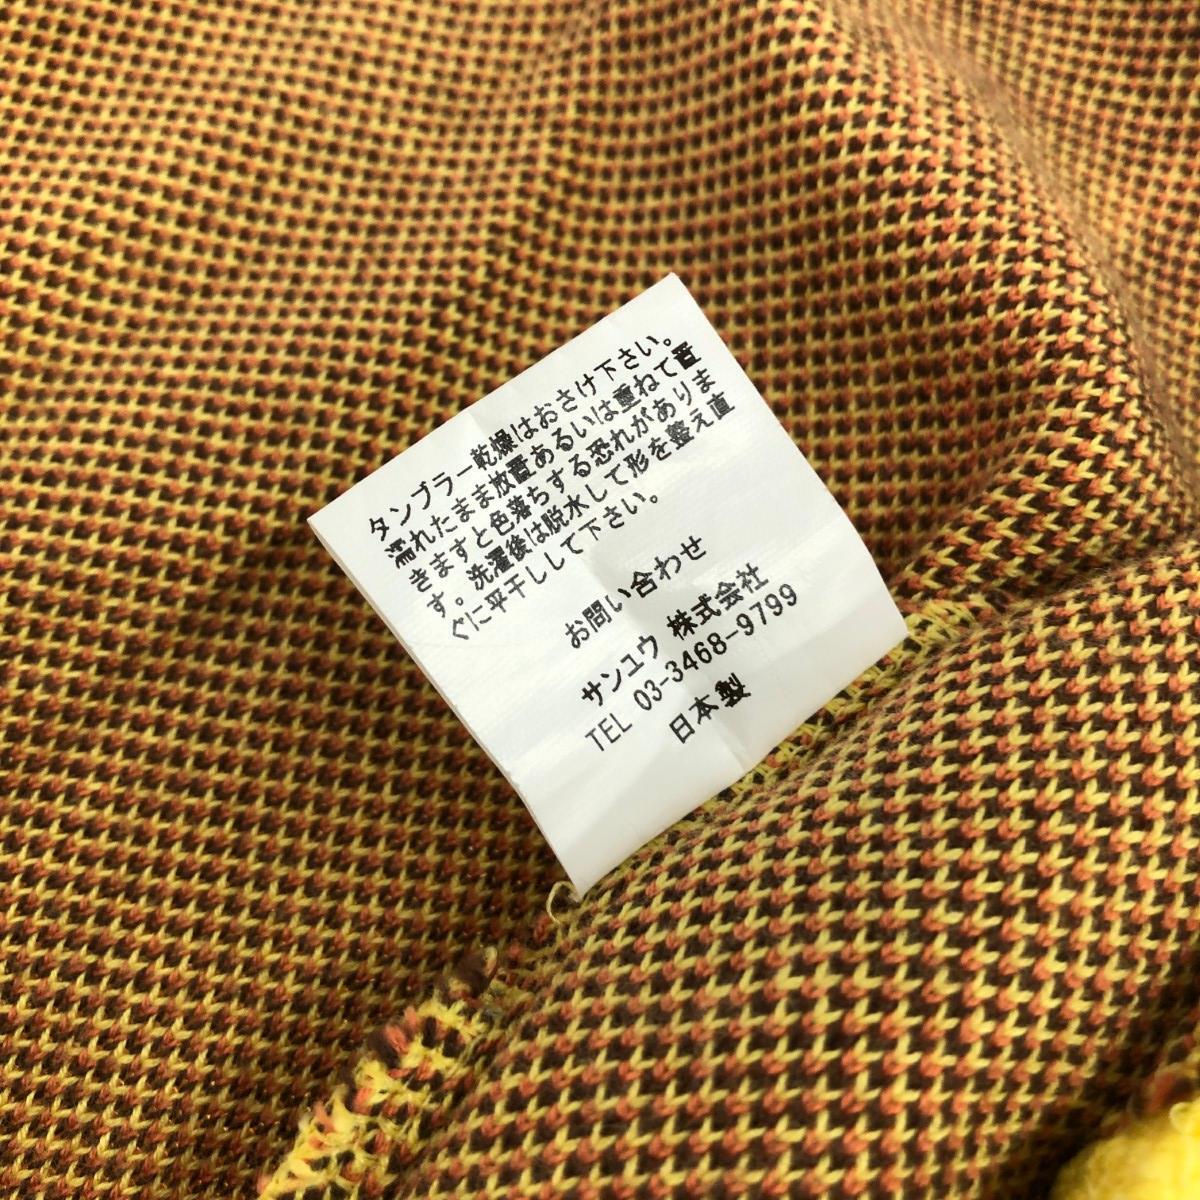 タンブラー乾燥はおさけ下さい。
濡れたまま放置あるいは重ねて置
きますと色落ちする恐れがありま
す。洗濯後は脱水して形を整え直
ぐに平干しして下さい。
お問い合わせ
サンユウ 株式会社
TEL 03-3468-9799
日本製